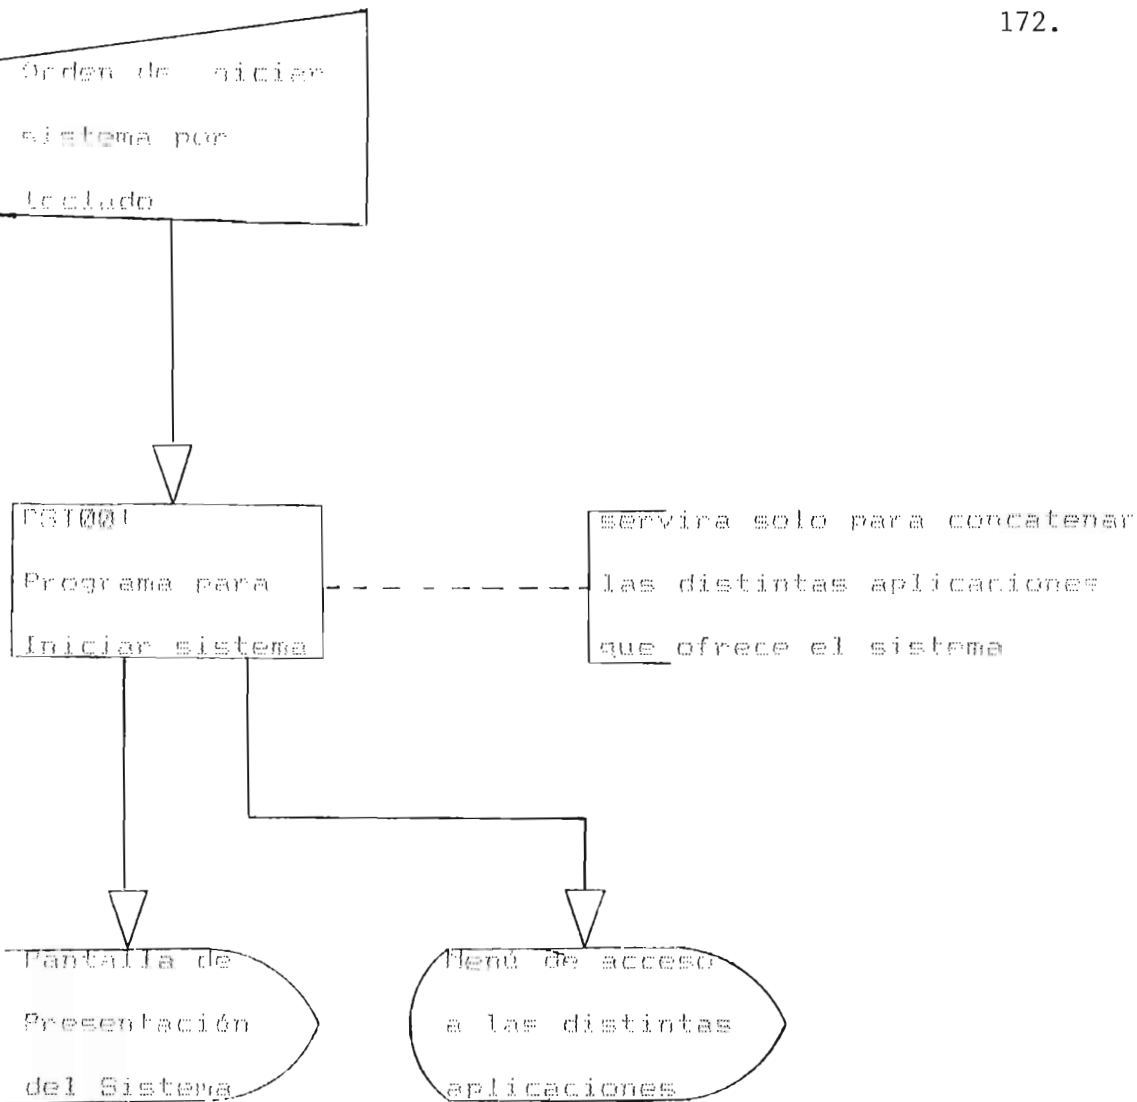 172.
Orden de iniciar
sistema por
teclado
Programa para
Iniciar sistema
servira solo para concatenar
las distintas aplicaciones
que ofrece el sistema
Pantalla de
Presentación
del Sistema
Menú de acceso
a las distintas
aplicaciones